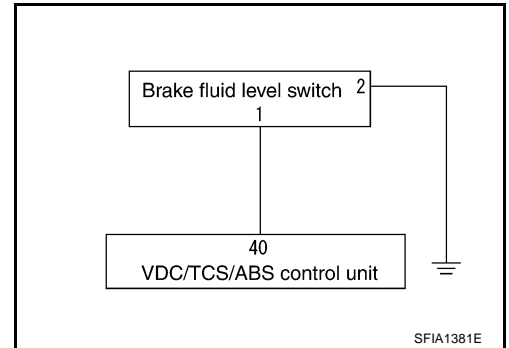 Brake fluid level switch 2
1
40
VDC/TCS/ABS control unit
SFIA1381E